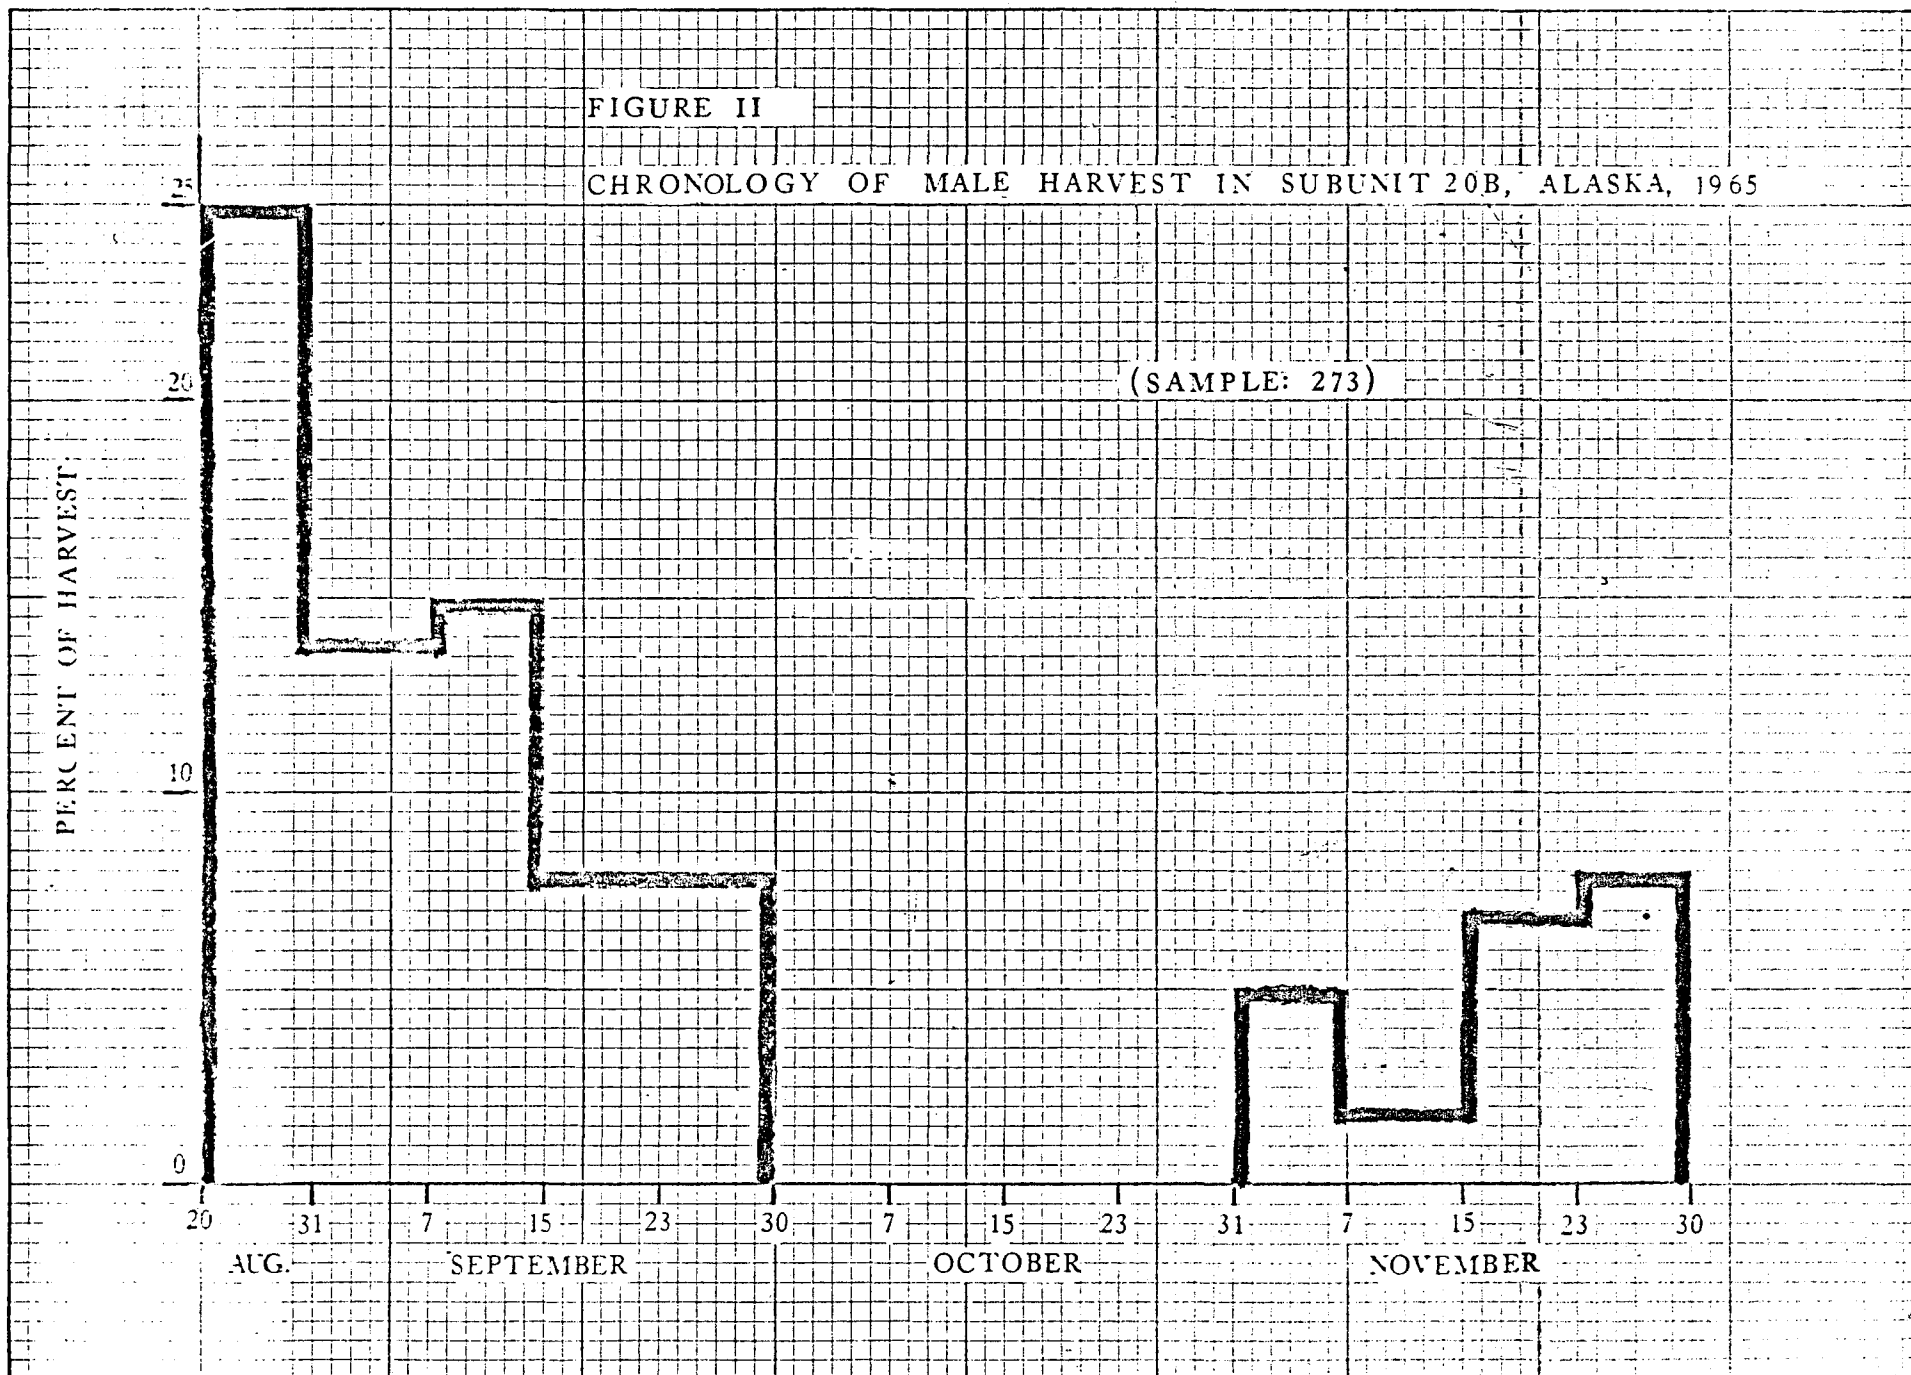 FIGURE II
CHRONOLOGY OF MALE HARVEST IN SUBUNIT 20B, ALASKA, 1965
(SAMPLE: 273)
PERCENT OF HARVEST
25
20
10
0
20 31 7 15 23 30 7 15 23 31 7 15 23 30
AUG. SEPTEMBER OCTOBER NOVEMBER